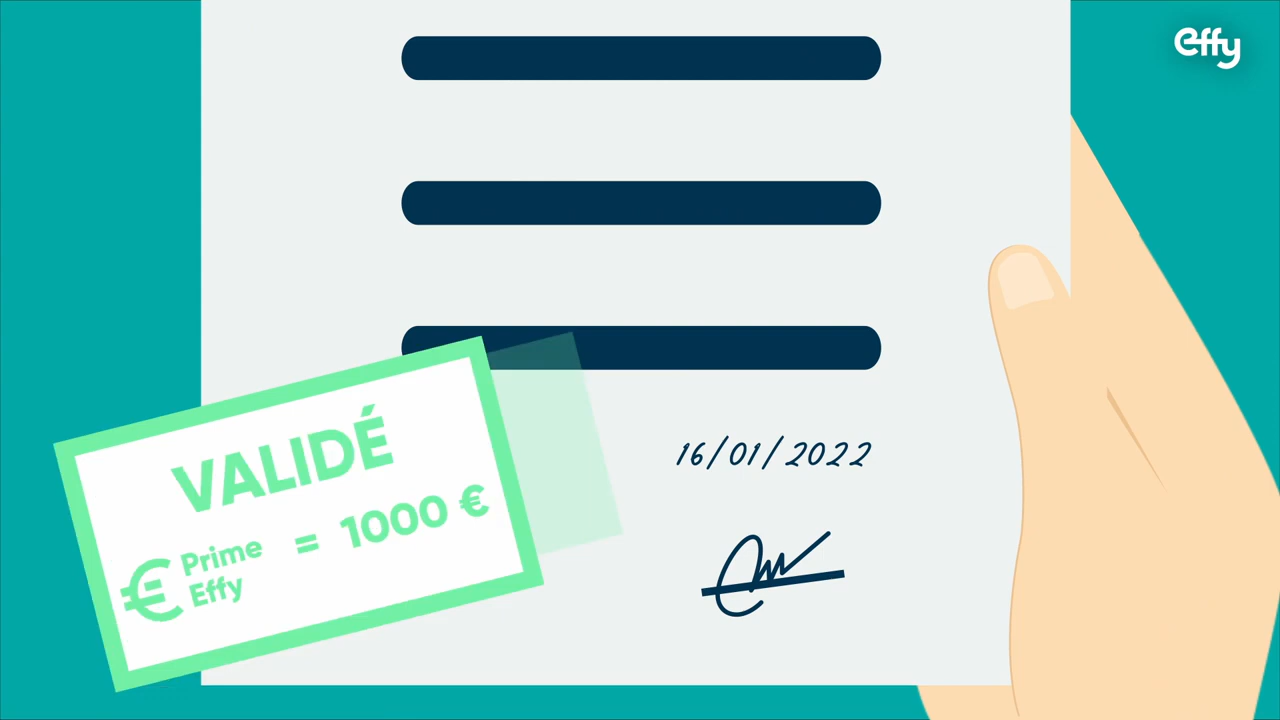 effy
16/01/2022
VALIDÉ
€ Prime Effy = 1000 €